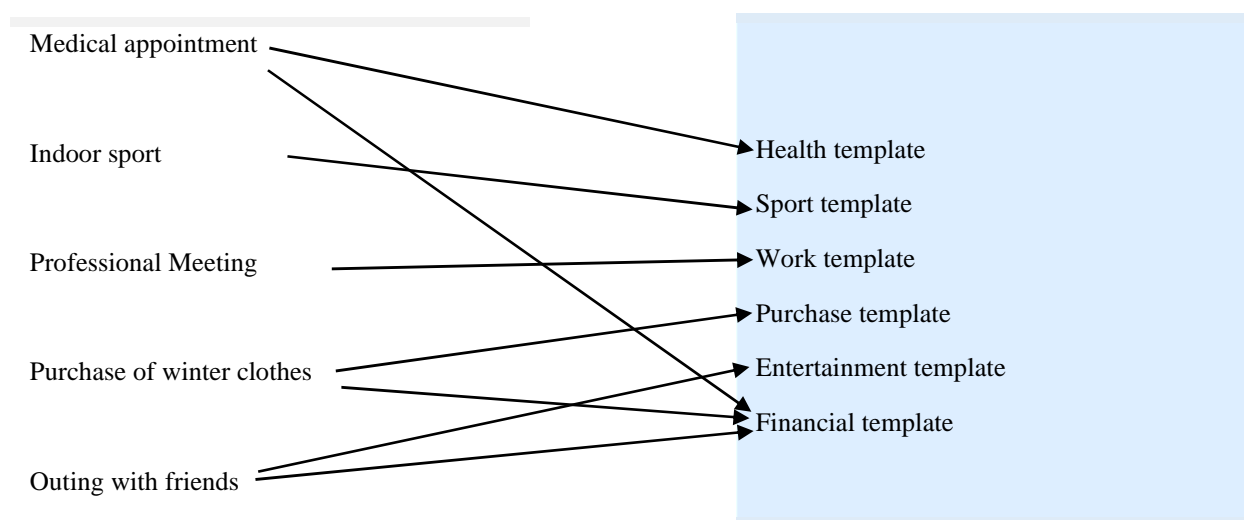 Medical appointment
Indoor sport
Professional Meeting
Purchase of winter clothes
Outing with friends
Health template
Sport template
Work template
Purchase template
Entertainment template
Financial template